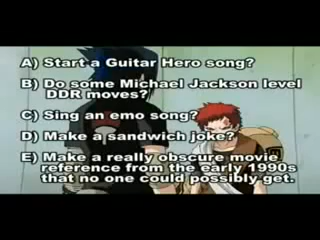 A) Start a Guitar Hero song?
B) Do some Michael Jackson level
DDR moves?
C) Sing an emo song?
D) Make a sandwich joke?
E) Make a really obscure movie
reference from the early 1990s
that no one could possibly get.